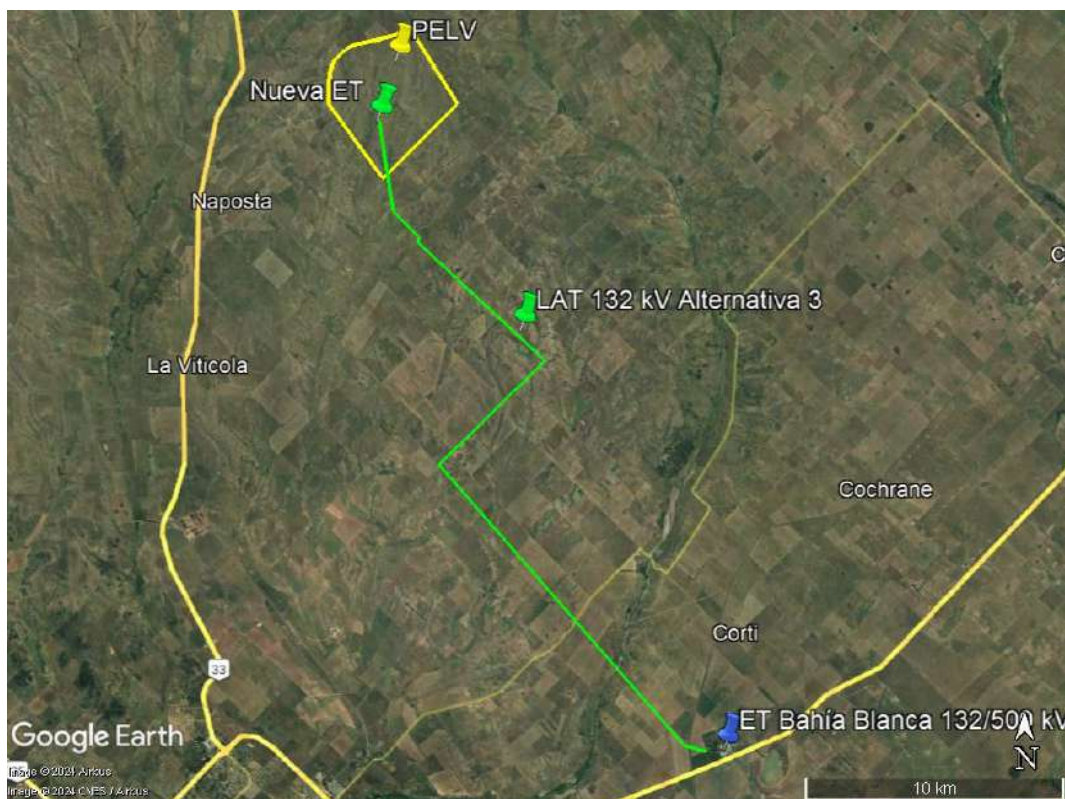 PELV
Nueva ET
Naposta
LAT 132 kV Alternativa 3
La Viticola
Cochrane
Corti
33
ET Bahía Blanca 132/500 kV
Google Earth
N
Image © 2024 Airbus
Image © 2024 CNES / Airbus
10 km